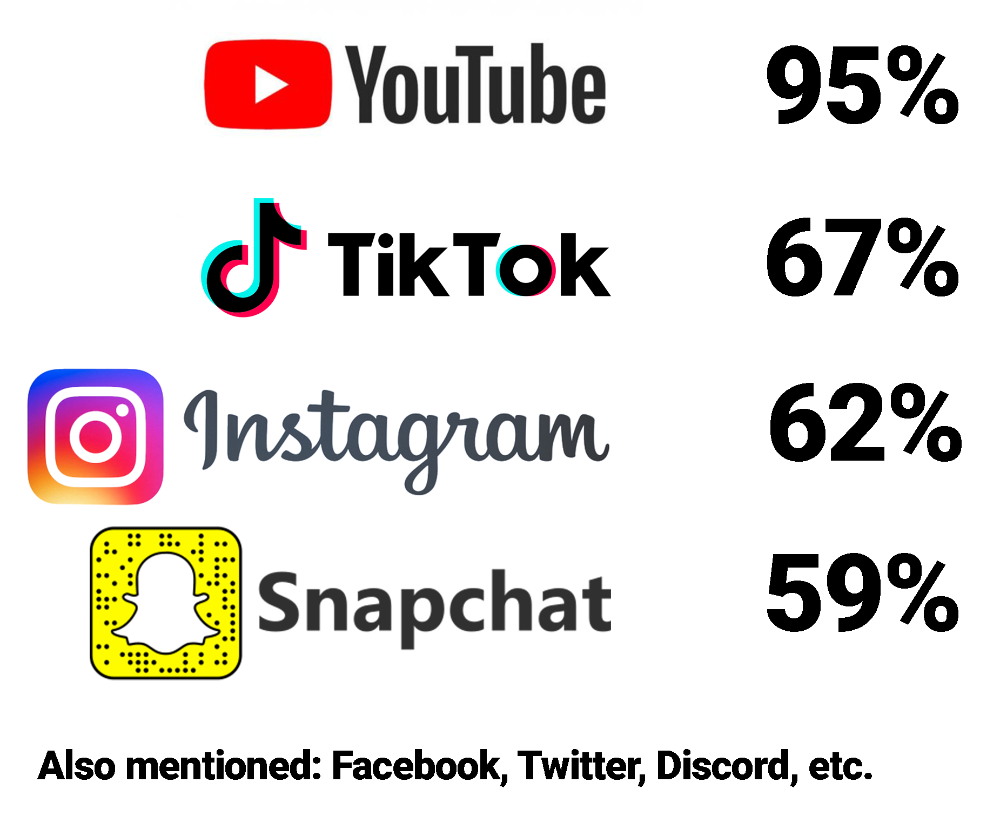 YouTube 95%
TikTok 67%
Instagram 62%
Snapchat 59%
Also mentioned: Facebook, Twitter, Discord, etc.